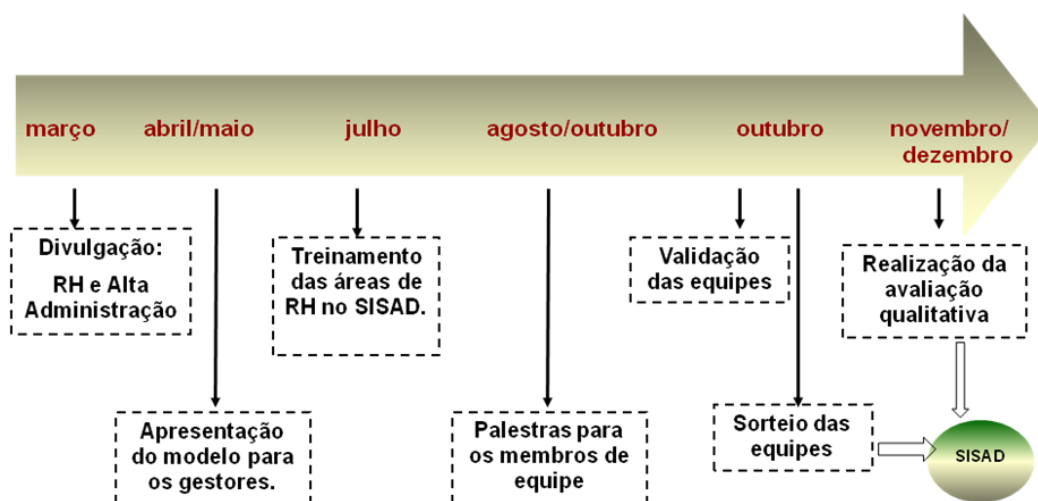 março
abril/maio
julho
agosto/outubro
outubro
novembro/
dezembro
Divulgação:
RH e Alta
Administração
Treinamento
das áreas de
RH no SISAD.
Validação
das equipes
Realização da
avaliação
qualitativa
Apresentação
do modelo para
os gestores.
Palestras para
os membros de
equipe
Sorteio das
equipes
SISAD